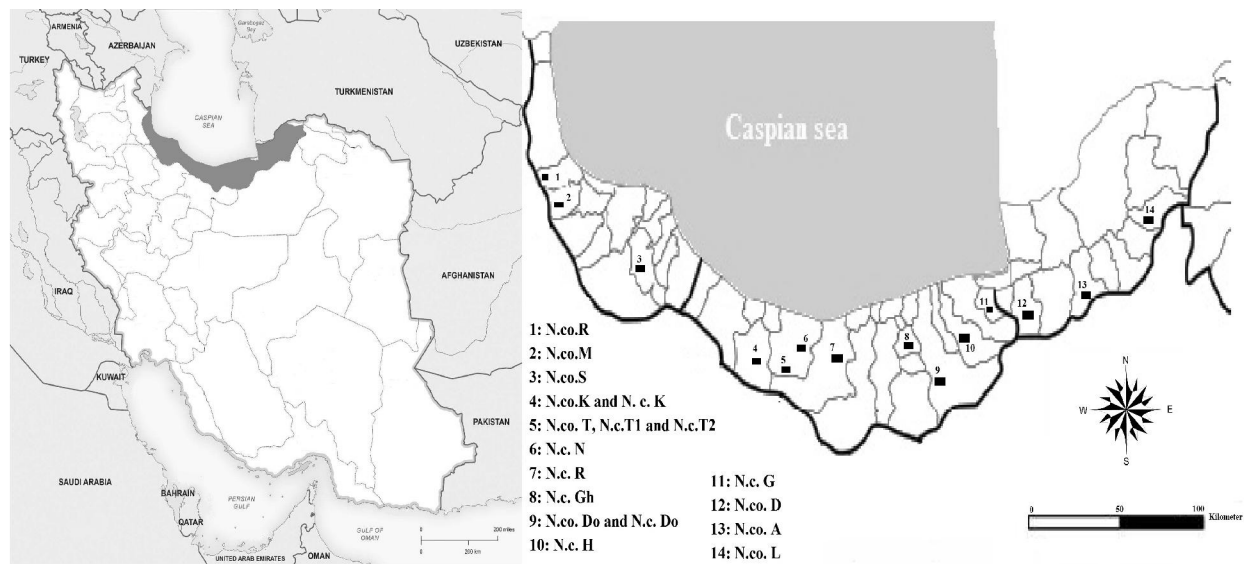 ARMENIA
AZERBAIJAN
TURKEY
UZBEKISTAN
TURKMENISTAN
CASPIAN
SEA
AFGHANISTAN
IRAQ
KUWAIT
PAKISTAN
SAUDI ARABIA
BAHRAIN
QATAR
PERSIAN
GULF
GULF OF
OMAN
UNITED ARAB EMIRATES
OMAN
0 200 miles
0 200 km
Caspian sea
1
2
3
4
5
6
7
8
9
10
11
12
13
14
1: N.co.R
2: N.co.M
3: N.co.S
4: N.co.K and N. c. K
5: N.co. T, N.c.T1 and N.c.T2
6: N.c. N
7: N.c. R
8: N.c. Gh
9: N.co. Do and N.c. Do
10: N.c. H
11: N.c. G
12: N.co. D
13: N.co. A
14: N.co. L
N
W E
S
0 50 100
Kilometer